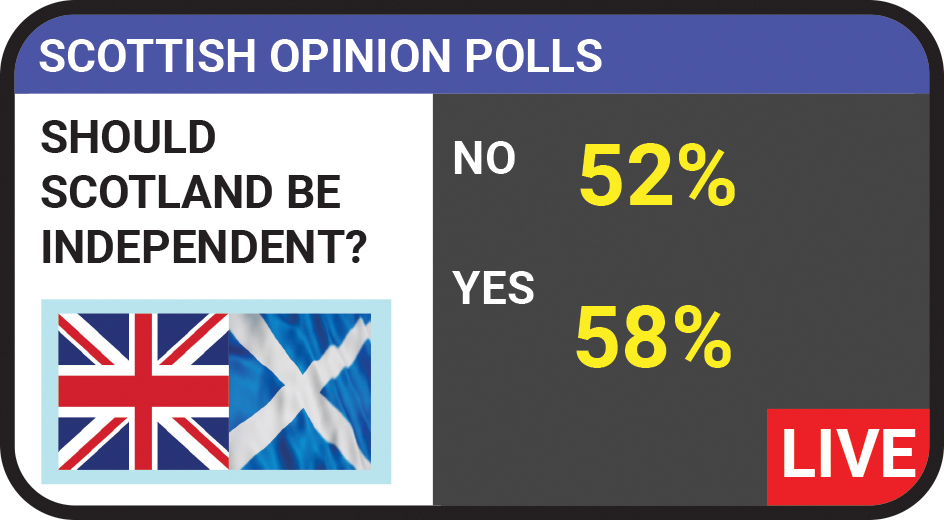 SCOTTISH OPINION POLLS
SHOULD
SCOTLAND BE
INDEPENDENT?
NO 52%
YES 58%
LIVE